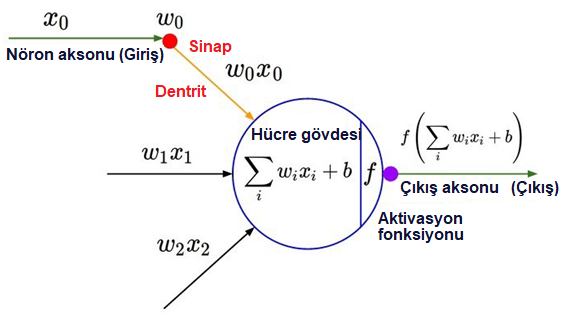 x₀
w₀
Nöron aksonu (Giriş)
Sinap
w₀x₀
Dentrit
Hücre gövdesi
w₁x₁
∑ᵢ wᵢxᵢ + b
f
f(∑ᵢ wᵢxᵢ + b)
Çıkış aksonu (Çıkış)
Aktivasyon
fonksiyonu
w₂x₂